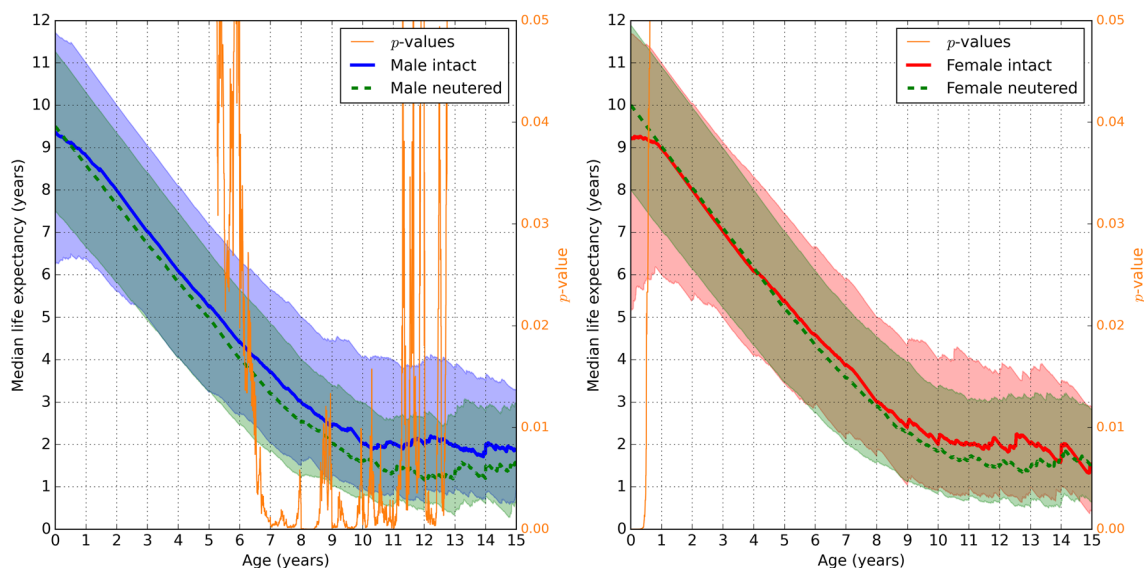 12
11
10
9
8
7
6
5
4
3
2
1
0
Median life expectancy (years)
p-values
Male intact
Male neutered
0.05
0.04
0.03
0.02
0.01
0.00
p-value
0 1 2 3 4 5 6 7 8 9 10 11 12 13 14 15
Age (years)
12
11
10
9
8
7
6
5
4
3
2
1
0
Median life expectancy (years)
p-values
Female intact
Female neutered
0.05
0.04
0.03
0.02
0.01
0.00
p-value
0 1 2 3 4 5 6 7 8 9 10 11 12 13 14 15
Age (years)